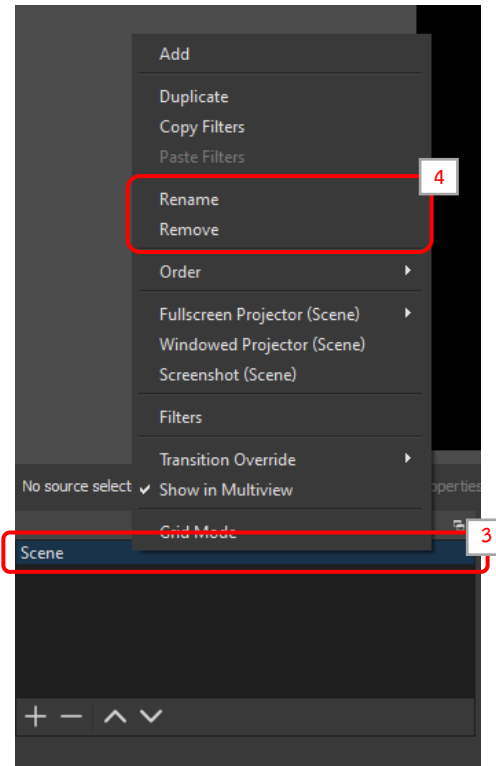 Add
Duplicate
Copy Filters
Paste Filters
4
Rename
Remove
Order
Fullscreen Projector (Scene)
Windowed Projector (Scene)
Screenshot (Scene)
Filters
Transition Override
No source select
operties
Show in Multiview
Grid Mode
3
Scene